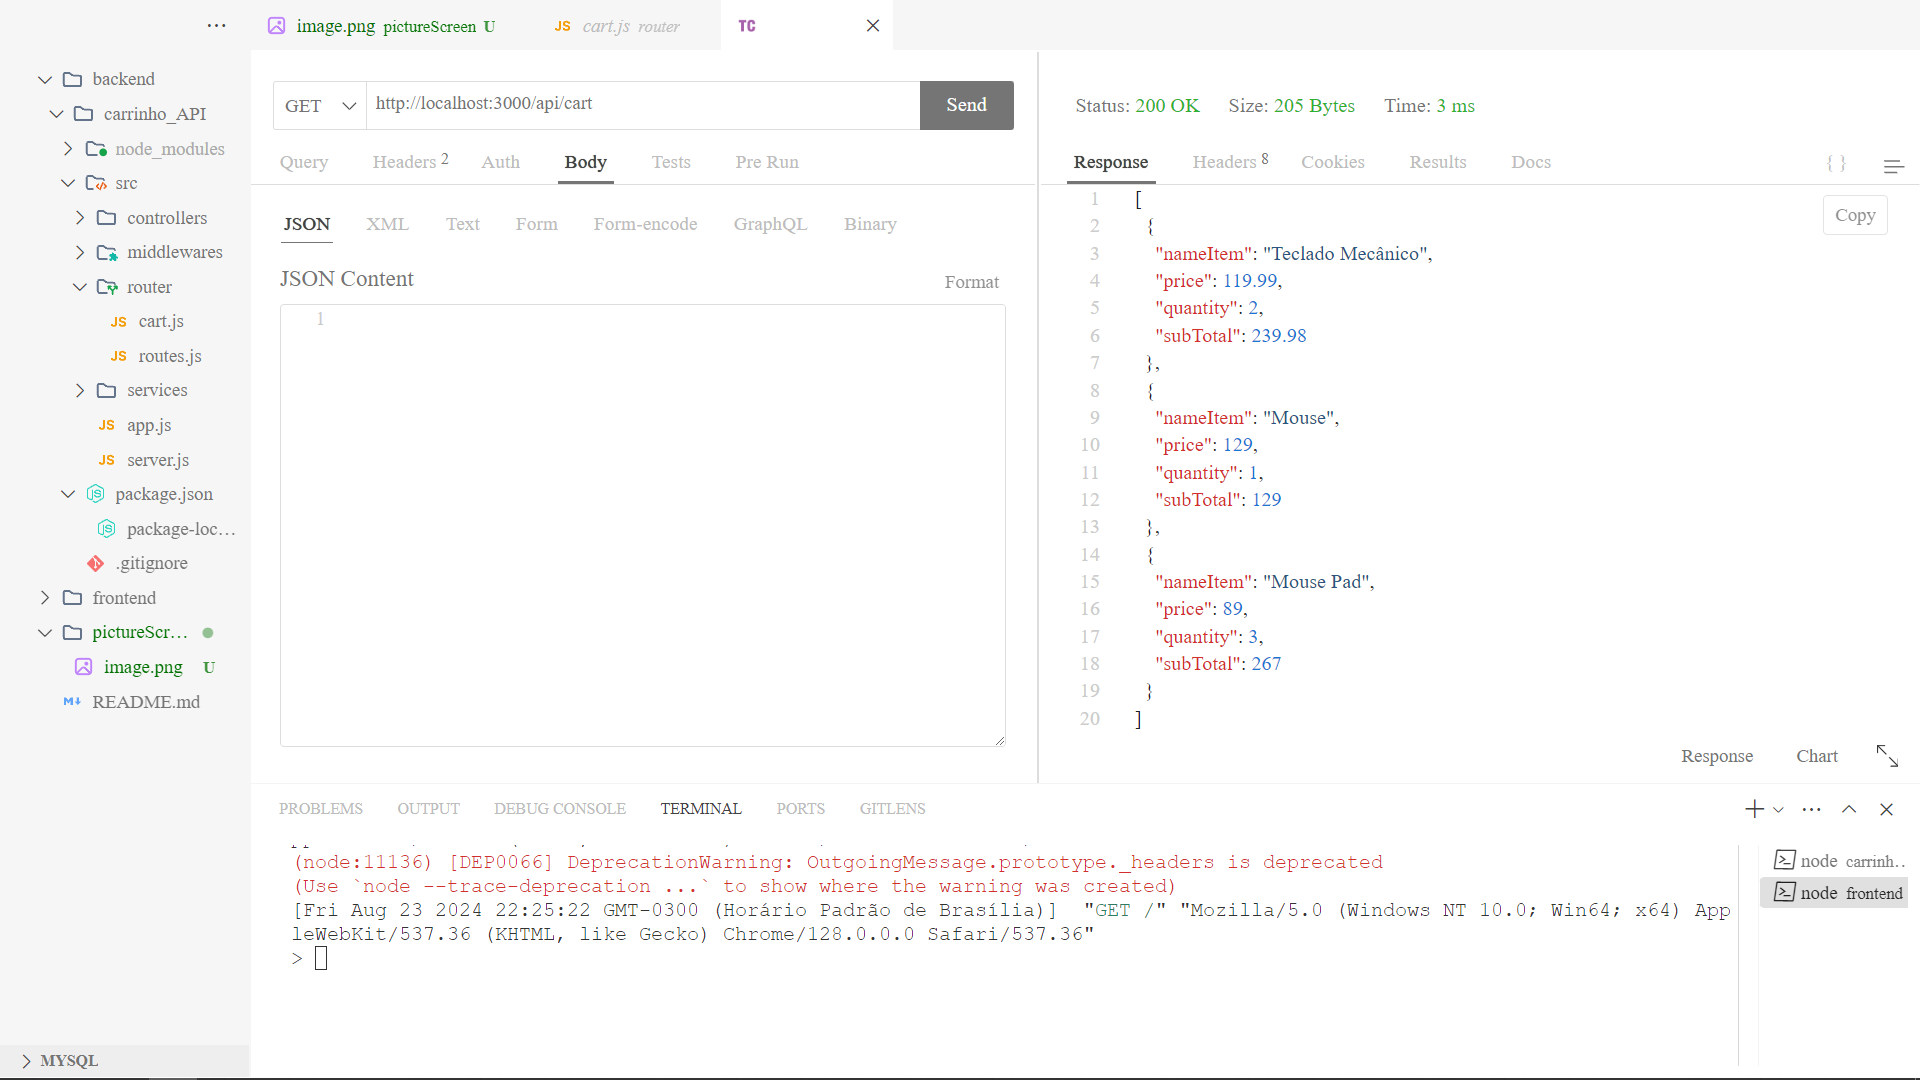 ...
image.png pictureScreen U
JS cart.js router
TC
backend
carrinho_API
node_modules
src
controllers
middlewares
router
JS cart.js
JS routes.js
services
JS app.js
JS server.js
package.json
package-loc...
.gitignore
frontend
pictureScr...
image.png U
README.md
MYSQL
GET http://localhost:3000/api/cart Send
Query Headers 2 Auth Body Tests Pre Run
JSON XML Text Form Form-encode GraphQL Binary
JSON Content Format
1
Status: 200 OK Size: 205 Bytes Time: 3 ms
Response Headers 8 Cookies Results Docs { }
Copy
1 [
2 {
3 "nameItem": "Teclado Mecânico",
4 "price": 119.99,
5 "quantity": 2,
6 "subTotal": 239.98
7 },
8 {
9 "nameItem": "Mouse",
10 "price": 129,
11 "quantity": 1,
12 "subTotal": 129
13 },
14 {
15 "nameItem": "Mouse Pad",
16 "price": 89,
17 "quantity": 3,
18 "subTotal": 267
19 }
20 ]
Response Chart
PROBLEMS OUTPUT DEBUG CONSOLE TERMINAL PORTS GITLENS
(node:11136) [DEP0066] DeprecationWarning: OutgoingMessage.prototype._headers is deprecated
(Use `node --trace-deprecation ...` to show where the warning was created)
[Fri Aug 23 2024 22:25:22 GMT-0300 (Horário Padrão de Brasília)]  "GET /" "Mozilla/5.0 (Windows NT 10.0; Win64; x64) App
leWebKit/537.36 (KHTML, like Gecko) Chrome/128.0.0.0 Safari/537.36"
>
node carrinh...
node frontend